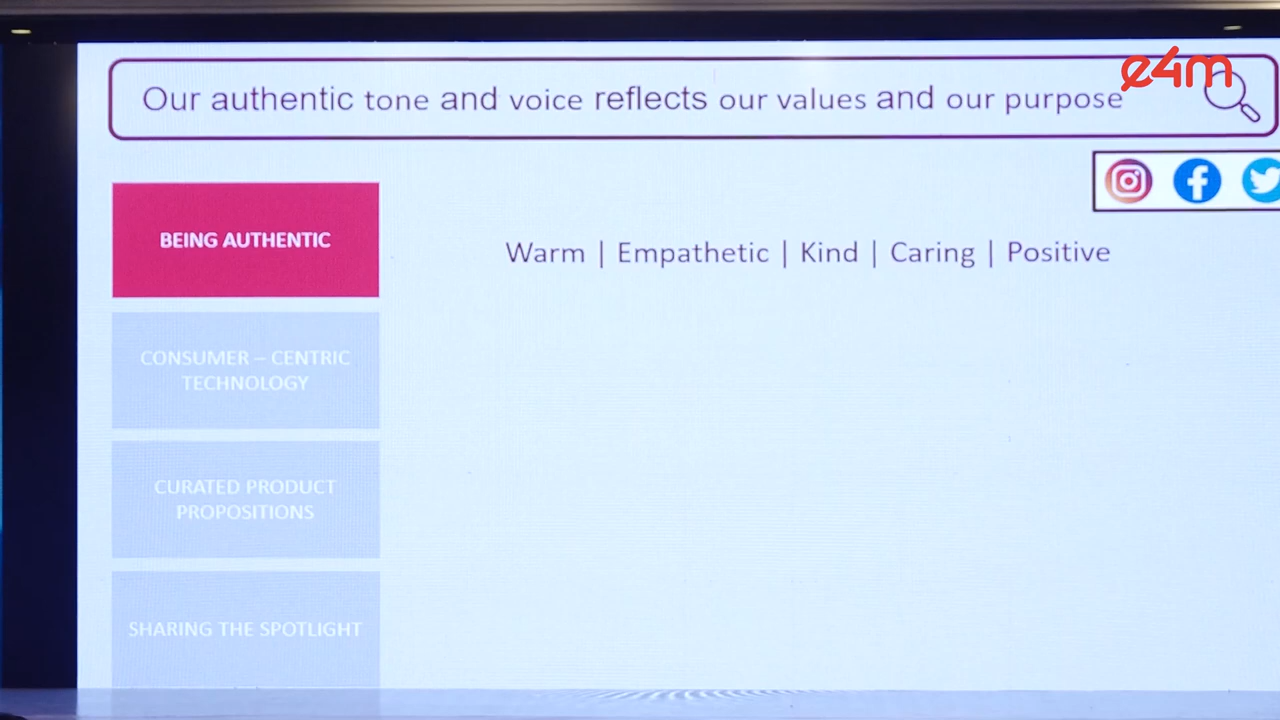 e4m
Our authentic tone and voice reflects our values and our purpose
BEING AUTHENTIC
Warm | Empathetic | Kind | Caring | Positive
CONSUMER – CENTRIC
TECHNOLOGY
CURATED PRODUCT
PROPOSITIONS
SHARING THE SPOTLIGHT